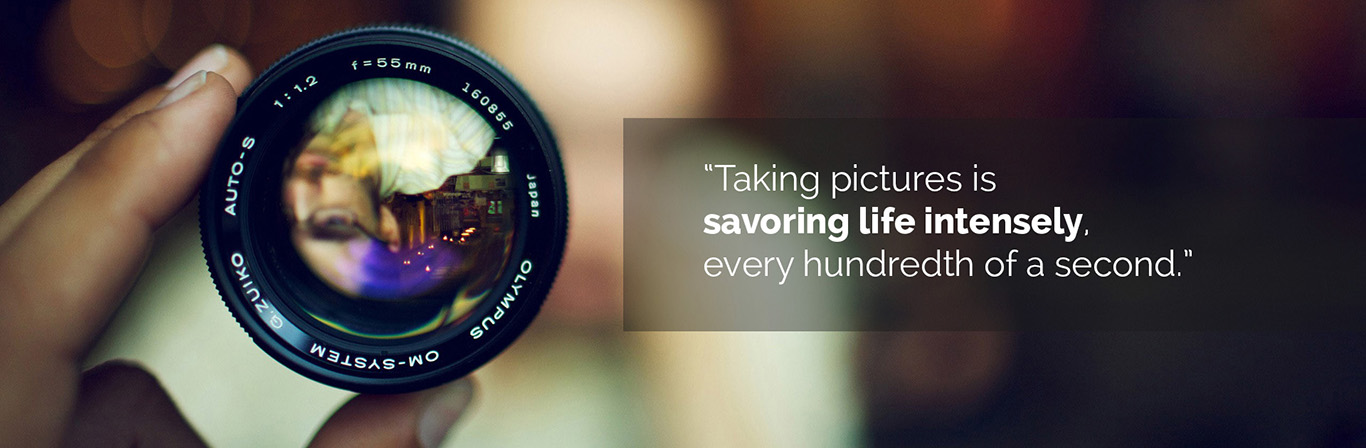 AUTO-S 1:1.2 f=55mm 160855 Japan
OLYMPUS OM-SYSTEM G.ZUIKO
“Taking pictures is
savoring life intensely,
every hundredth of a second.”